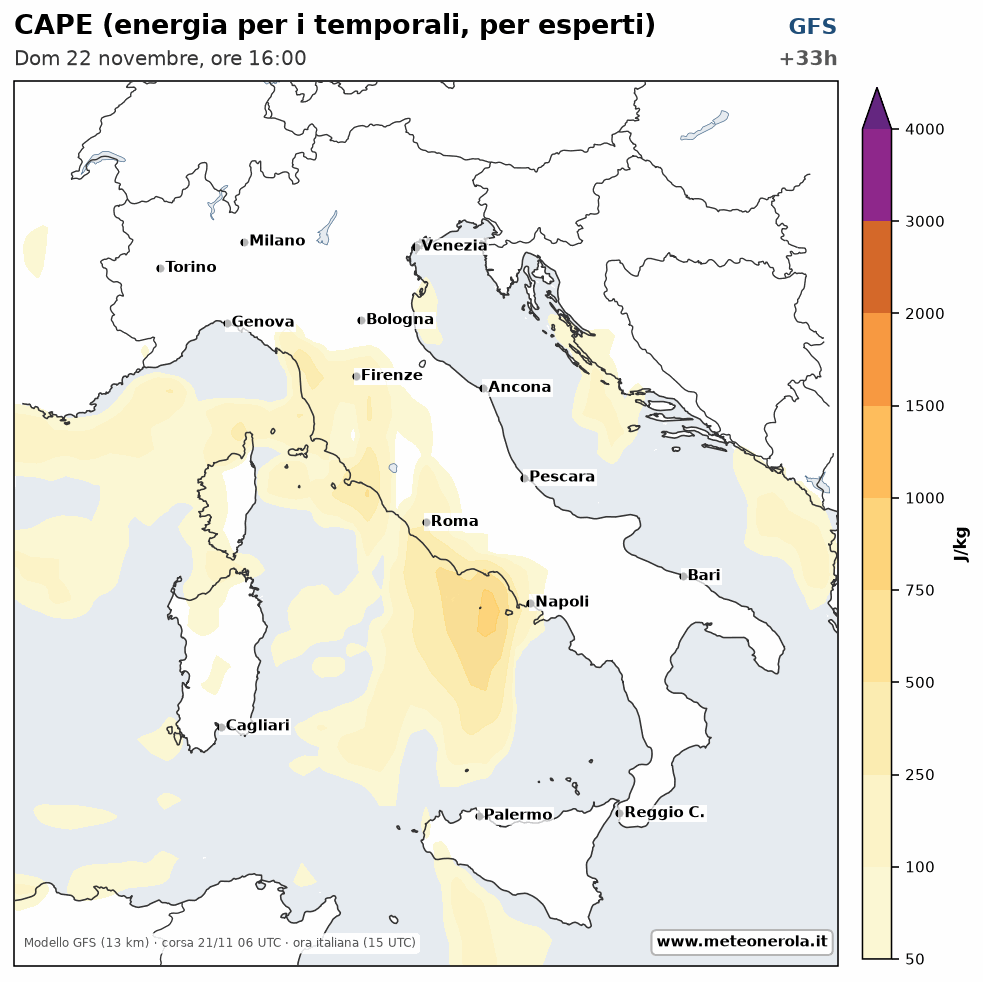 CAPE (energia per i temporali, per esperti)
GFS
Dom 22 novembre, ore 16:00
+33h
4000
3000
2000
1500
1000
750
500
250
100
50
J/kg
Milano
Venezia
Torino
Genova
Bologna
Firenze
Ancona
Pescara
Roma
Bari
Napoli
Cagliari
Palermo
Reggio C.
Modello GFS (13 km) · corsa 21/11 06 UTC · ora italiana (15 UTC)
www.meteonerola.it